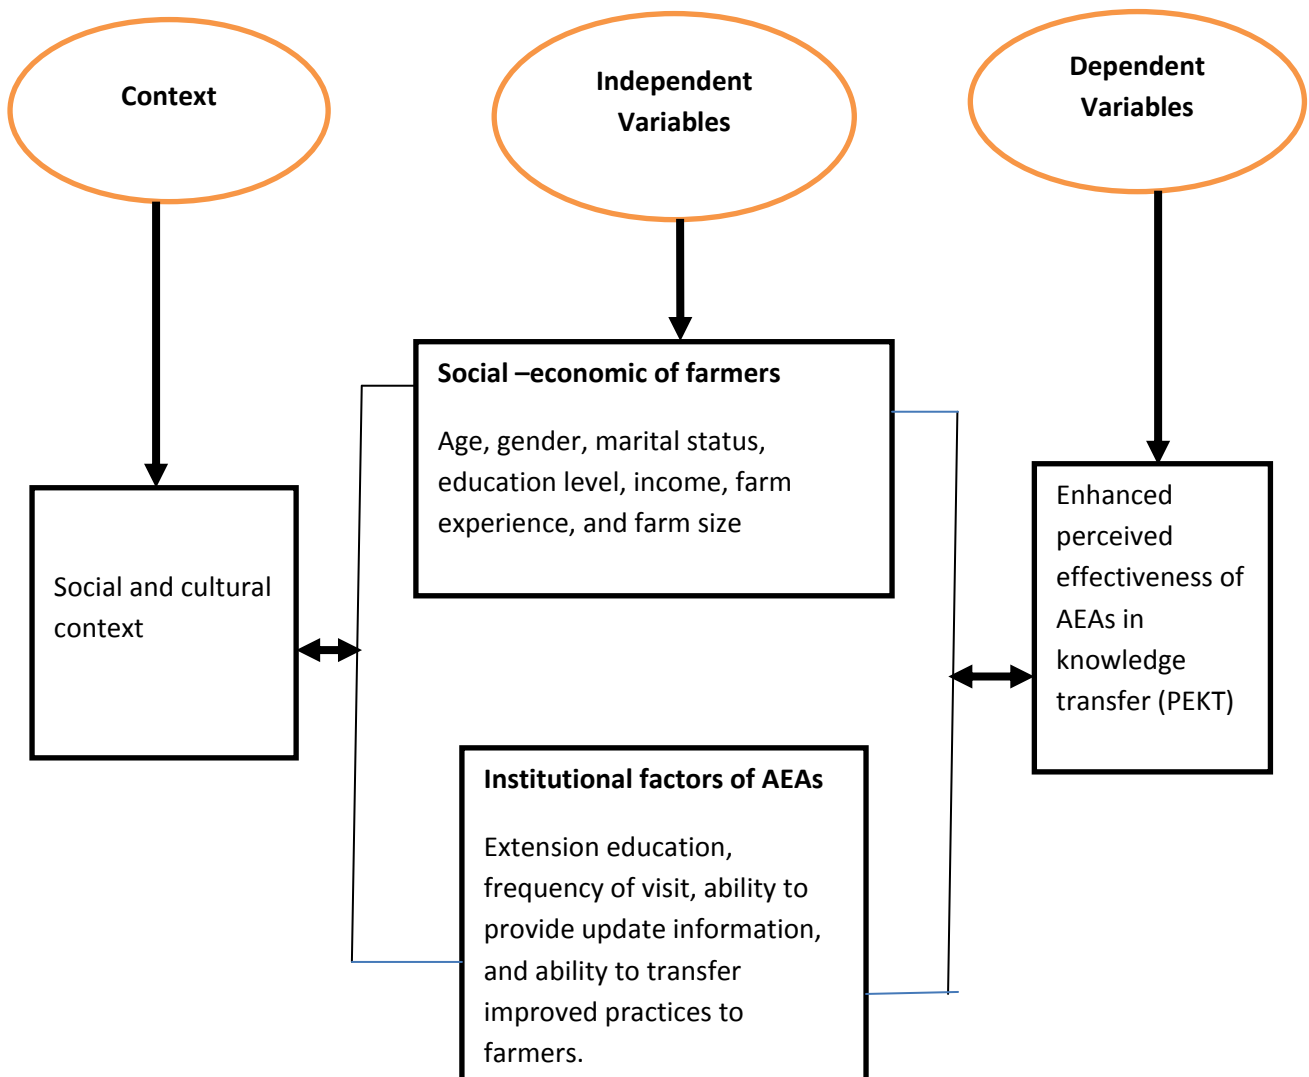 Context
Independent
Variables
Dependent
Variables
Social –economic of farmers
Age, gender, marital status,
education level, income, farm
experience, and farm size
Social and cultural
context
Enhanced
perceived
effectiveness of
AEAs in
knowledge
transfer (PEKT)
Institutional factors of AEAs
Extension education,
frequency of visit, ability to
provide update information,
and ability to transfer
improved practices to
farmers.